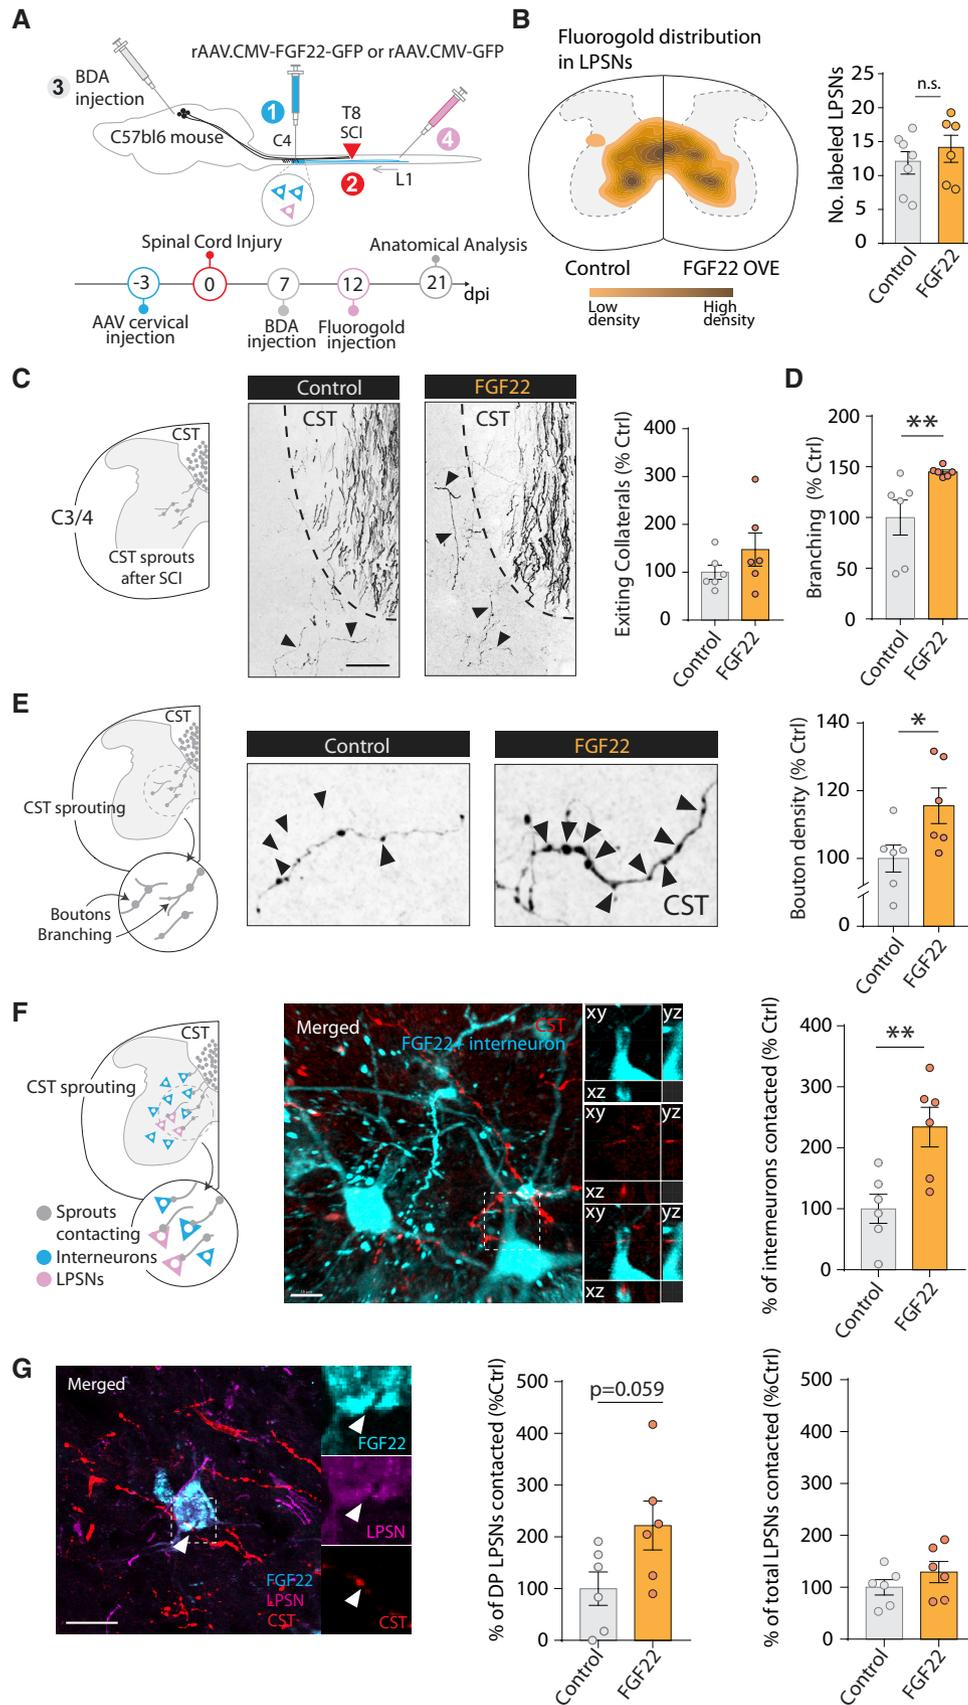 A
rAAV.CMV-FGF22-GFP or rAAV.CMV-GFP
3 BDA
injection
1
C57bl6 mouse
C4
T8
SCI
4
2
L1
Spinal Cord Injury
Anatomical Analysis
-3
0
7
12
21
dpi
AAV cervical
injection
BDA
injection
Fluorogold
injection
B
Fluorogold distribution
in LPSNs
Control
FGF22 OVE
Low
density
High
density
No. labeled LPSNs
25
20
15
10
5
0
n.s.
Control
FGF22
C
CST
C3/4
CST sprouts
after SCI
Control
CST
FGF22
CST
Exiting Collaterals (% Ctrl)
400
300
200
100
0
Control
FGF22
D
Branching (% Ctrl)
200
150
100
50
0
**
Control
FGF22
E
CST
CST sprouting
Boutons
Branching
Control
FGF22
CST
Bouton density (% Ctrl)
140
120
100
0
*
Control
FGF22
F
CST
CST sprouting
Sprouts
contacting
Interneurons
LPSNs
Merged
CST
FGF22+ interneuron
xy
yz
xz
xy
yz
xz
xy
yz
xz
% of interneurons contacted (% Ctrl)
400
300
200
100
0
**
Control
FGF22
G
Merged
FGF22
LPSN
CST
FGF22
LPSN
CST
% of DP LPSNs contacted (%Ctrl)
500
400
300
200
100
0
p=0.059
Control
FGF22
% of total LPSNs contacted (%Ctrl)
500
400
300
200
100
0
Control
FGF22